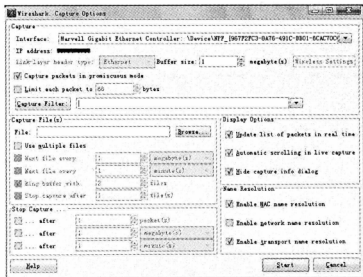 Wireshark: Capture Options
Capture
Interface: Marvell Gigabit Ethernet Controller: \Device\NPF_
IP address:
Link-layer header type: Ethernet Buffer size: 1 megabyte(s) Wireless Settings
Capture packets in promiscuous mode
Limit each packet to 68 bytes
Capture Filter:
Capture File(s)
File: Browse...
Use multiple files
Next file every 1 megabyte(s)
Next file every 1 minute(s)
Ring buffer with 2 files
Stop capture after 1 file(s)
Stop Capture ...
... after 1 packet(s)
... after 1 megabyte(s)
... after 1 minute(s)
Display Options
Update list of packets in real time
Automatic scrolling in live capture
Hide capture info dialog
Name Resolution
Enable MAC name resolution
Enable network name resolution
Enable transport name resolution
Help Start Cancel